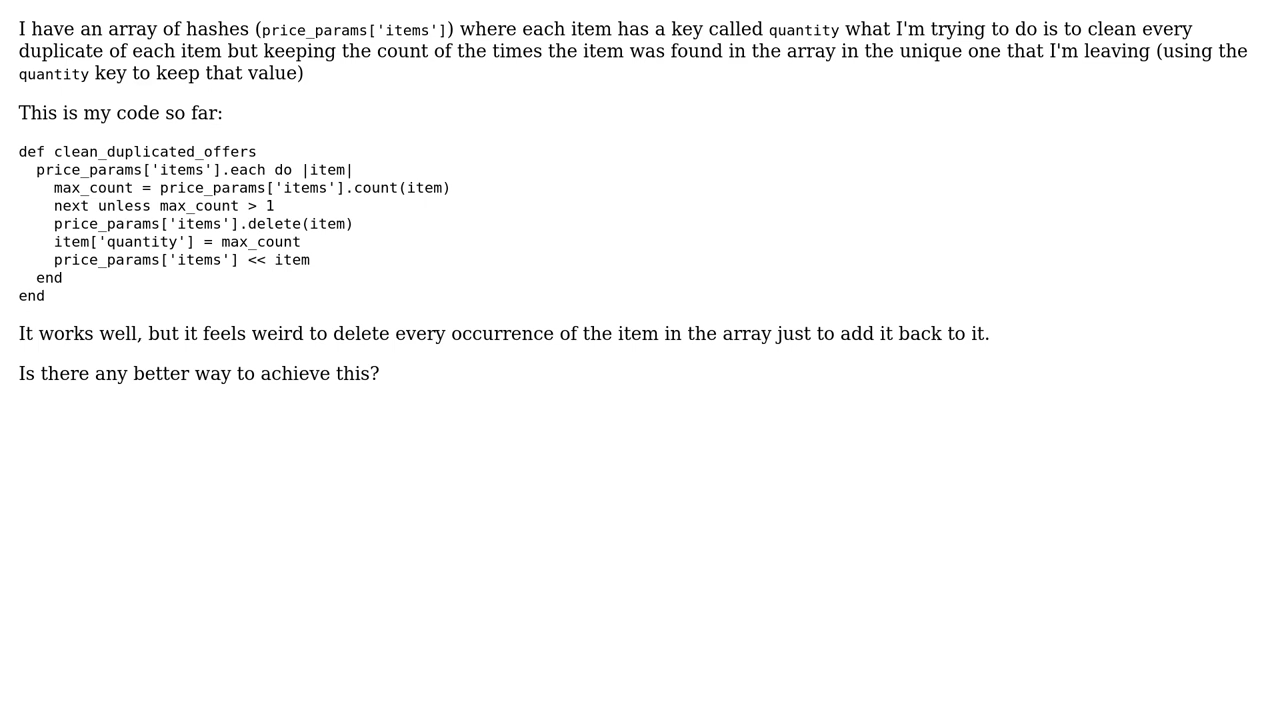 I have an array of hashes (price_params['items']) where each item has a key called quantity what I'm trying to do is to clean every
duplicate of each item but keeping the count of the times the item was found in the array in the unique one that I'm leaving (using the
quantity key to keep that value)
This is my code so far:
def clean_duplicated_offers
  price_params['items'].each do |item|
    max_count = price_params['items'].count(item)
    next unless max_count > 1
    price_params['items'].delete(item)
    item['quantity'] = max_count
    price_params['items'] << item
  end
end
It works well, but it feels weird to delete every occurrence of the item in the array just to add it back to it.
Is there any better way to achieve this?